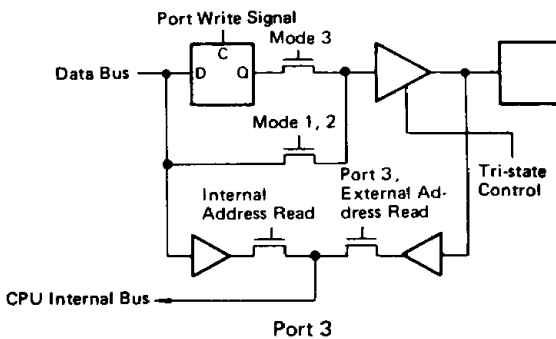 Port Write Signal
C
Mode 3
Data Bus
D
Q
Mode 1, 2
Tri-state
Control
Port 3,
External Ad-
dress Read
Internal
Address Read
CPU Internal Bus
Port 3